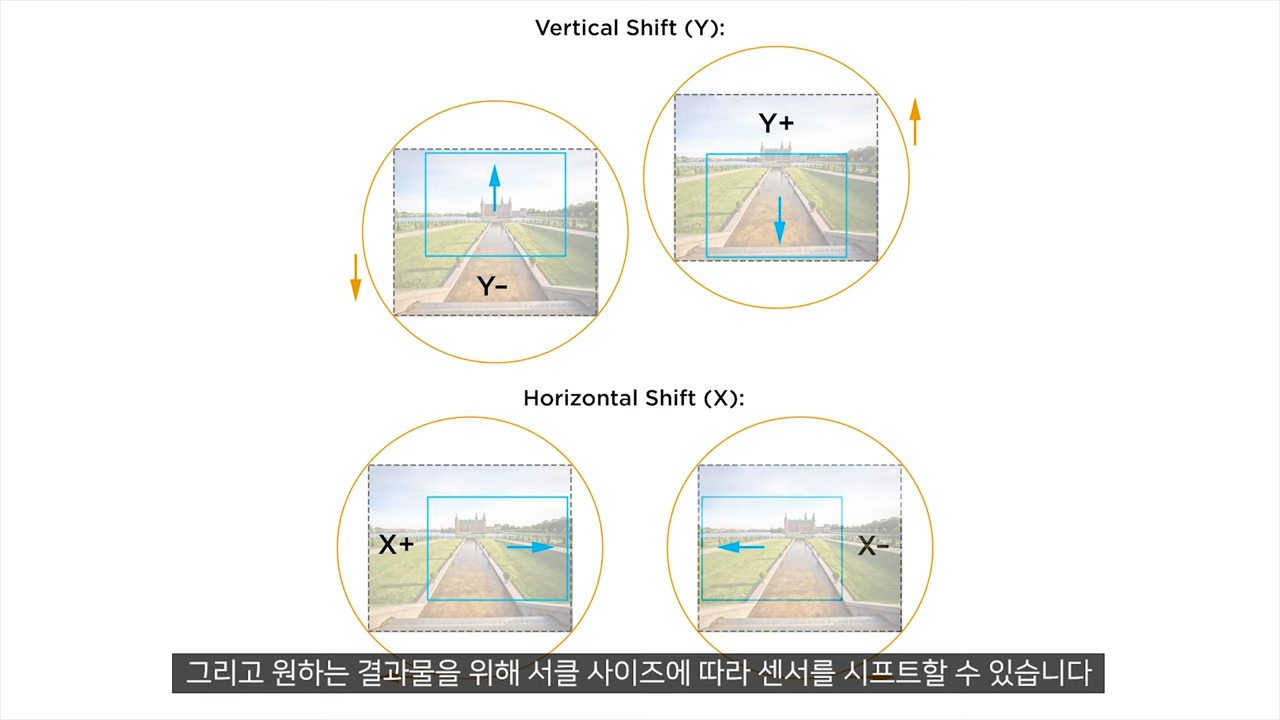 Vertical Shift (Y):
Y+
Y-
Horizontal Shift (X):
X+
X-
그리고 원하는 결과물을 위해 서클 사이즈에 따라 센서를 시프트할 수 있습니다